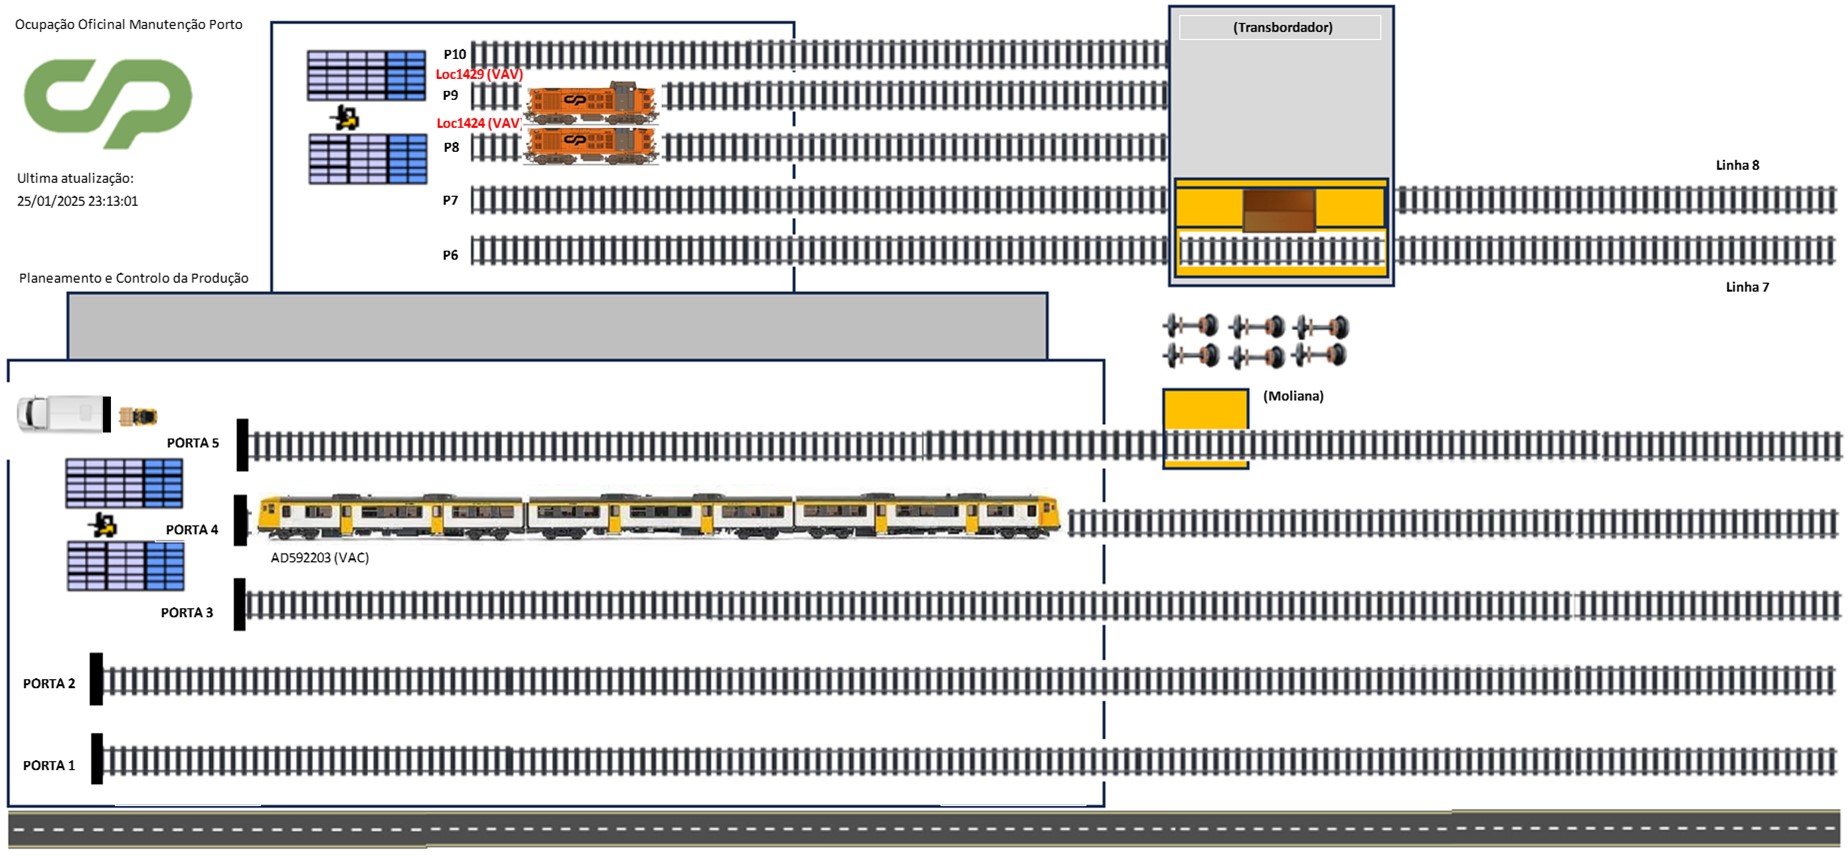 Ocupação Oficinal Manutenção Porto
CP
Ultima atualização:
25/01/2025 23:13:01
Planeamento e Controlo da Produção
P10
Loc1429 (VAV)
P9
Loc1424 (VAV)
P8
P7
P6
(Transbordador)
Linha 8
Linha 7
(Moliana)
PORTA 5
PORTA 4
AD592203 (VAC)
PORTA 3
PORTA 2
PORTA 1